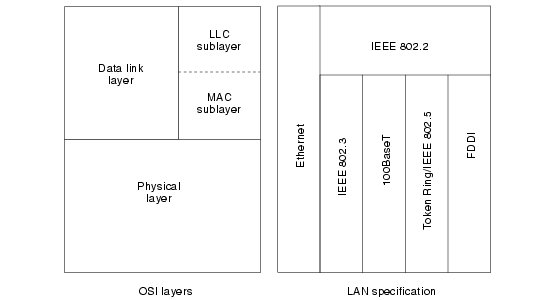 Data link
layer
LLC
sublayer
MAC
sublayer
Physical
layer
OSI layers
Ethernet
IEEE 802.2
IEEE 802.3
100BaseT
Token Ring/IEEE 802.5
FDDI
LAN specification